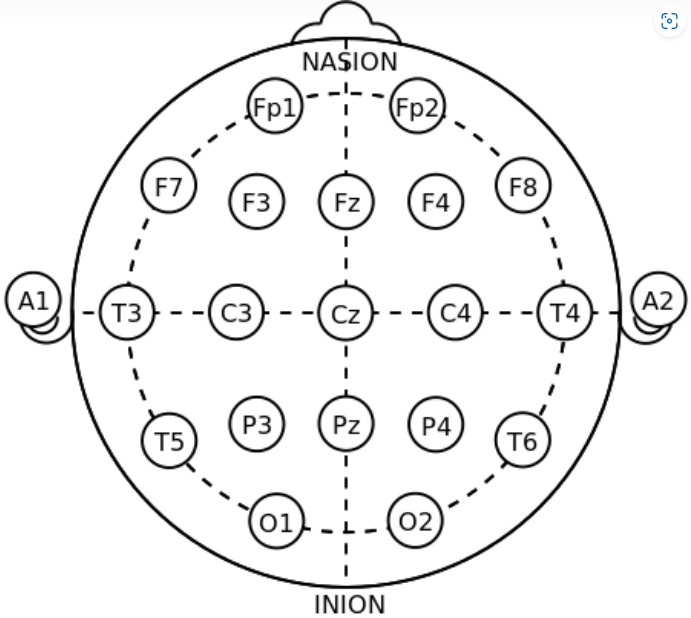 NASION
Fp1 Fp2
F7 F3 Fz F4 F8
A1 T3 C3 Cz C4 T4 A2
T5 P3 Pz P4 T6
O1 O2
INION